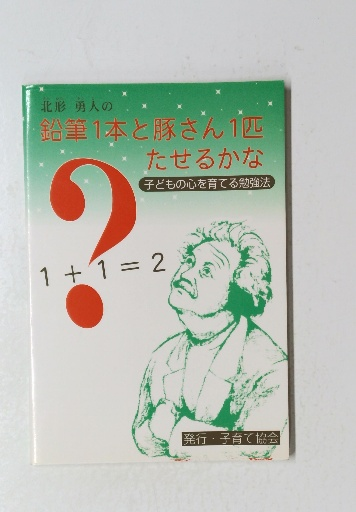 北形 勇人の
鉛筆1本と豚さん1匹
たせるかな
子どもの心を育てる勉強法
?
1+1=2
発行・子育て協会